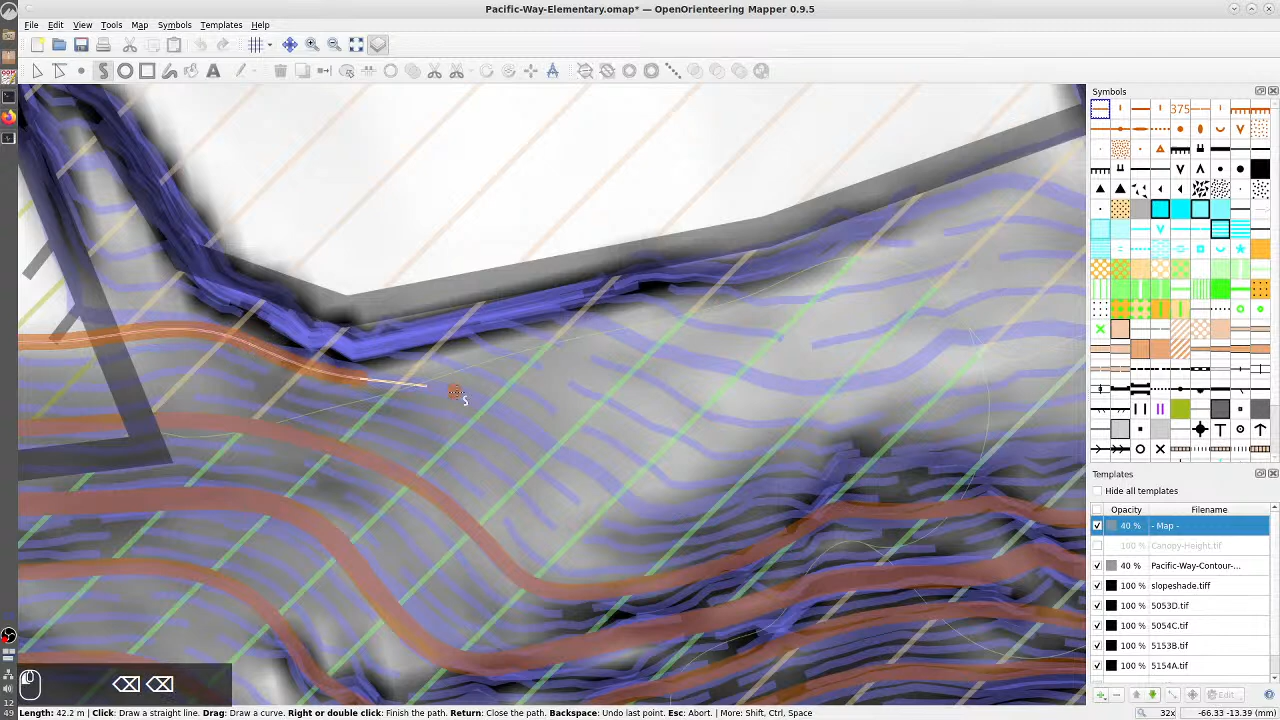 Pacific-Way-Elementary.omap* — OpenOrienteering Mapper 0.9.5
File Edit View Tools Map Symbols Templates Help
Symbols
375
S
Templates
Hide all templates
Opacity Filename
40 % - Map -
100 % Canopy-Height.tif
40 % Pacific-Way-Contour-...
100 % slopeshade.tiff
100 % 5053D.tif
100 % 5054C.tif
100 % 5153B.tif
100 % 5154A.tif
Edit
12
49
Length: 42.2 m | Click: Draw a straight line. Drag: Draw a curve. Right or double click: Finish the path. Return: Close the path. Backspace: Undo last point. Esc: Abort. | More: Shift, Ctrl, Space
32x
-66.33 -13.39 (mm)